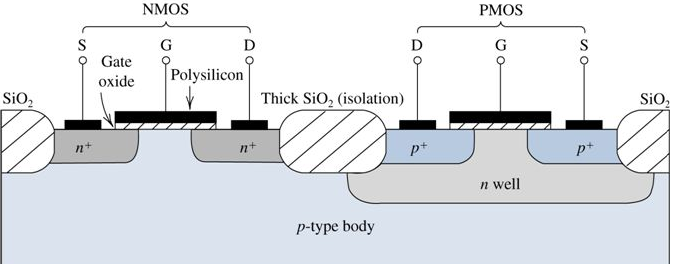 NMOS
PMOS
S
G
D
D
G
S
Gate
oxide
Polysilicon
SiO₂
Thick SiO₂ (isolation)
SiO₂
n⁺
n⁺
p⁺
p⁺
n well
p-type body